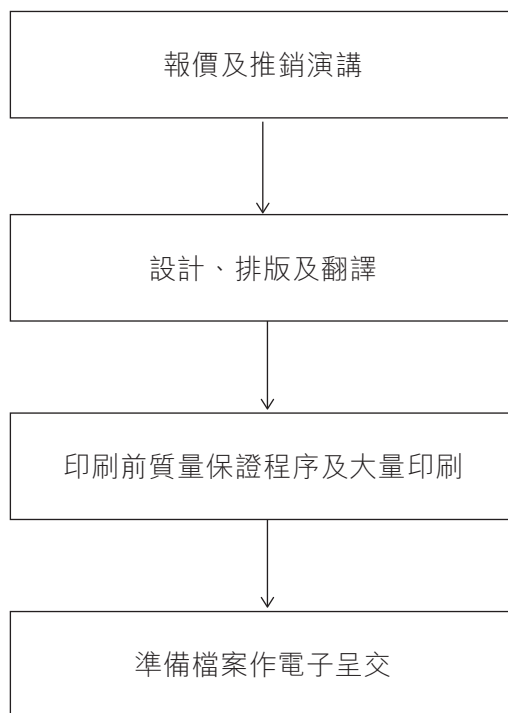 報價及推銷演講
設計、排版及翻譯
印刷前質量保證程序及大量印刷
準備檔案作電子呈交